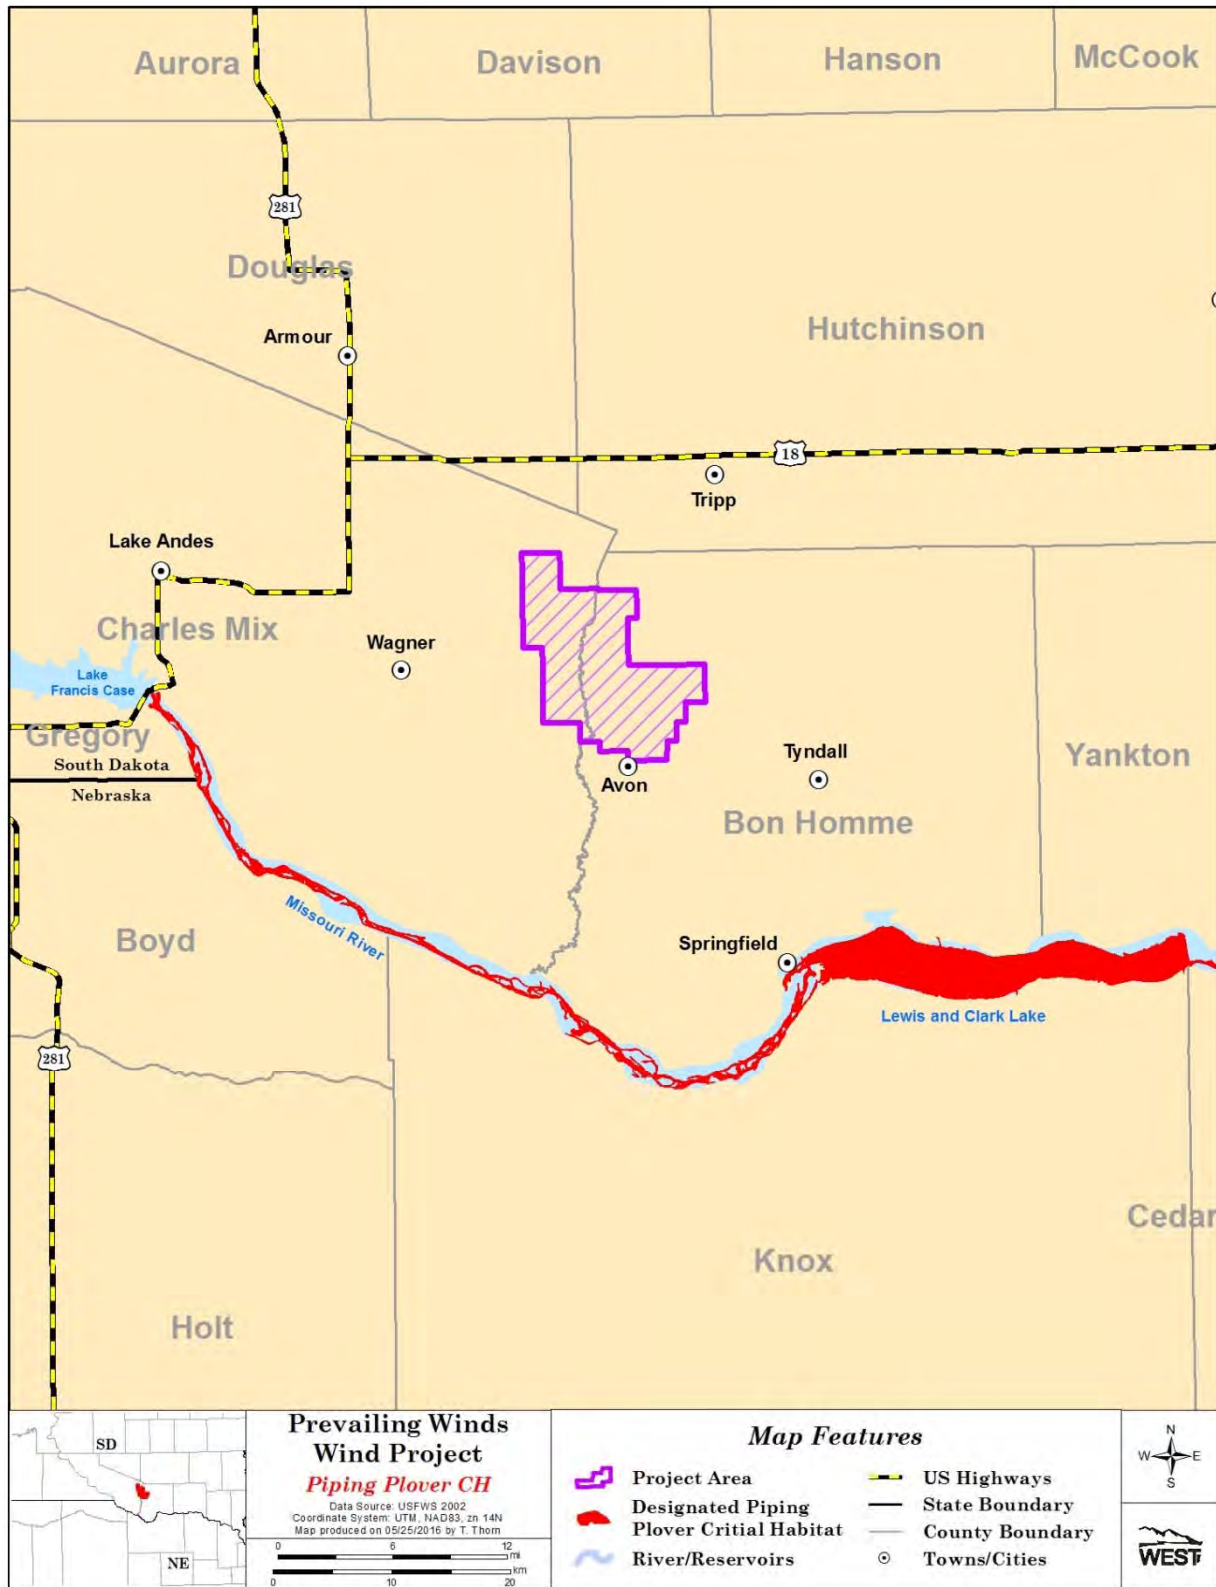 Aurora
Davison
Hanson
McCook
281
Douglas
Armour
Hutchinson
18
Tripp
Lake Andes
Charles Mix
Wagner
Lake
Francis Case
Gregory
South Dakota
Nebraska
Avon
Tyndall
Yankton
Bon Homme
Missouri River
Boyd
Springfield
Lewis and Clark Lake
281
Cedar
Knox
Holt
SD
NE
Prevailing Winds
Wind Project
Piping Plover CH
Data Source: USFWS 2002
Coordinate System: UTM, NAD83, zn 14N
Map produced on 05/25/2016 by T. Thorn
0 6 12
mi
km
0 10 20
Map Features
Project Area
Designated Piping
Plover Critial Habitat
River/Reservoirs
US Highways
State Boundary
County Boundary
Towns/Cities
N
W E
S
WEST